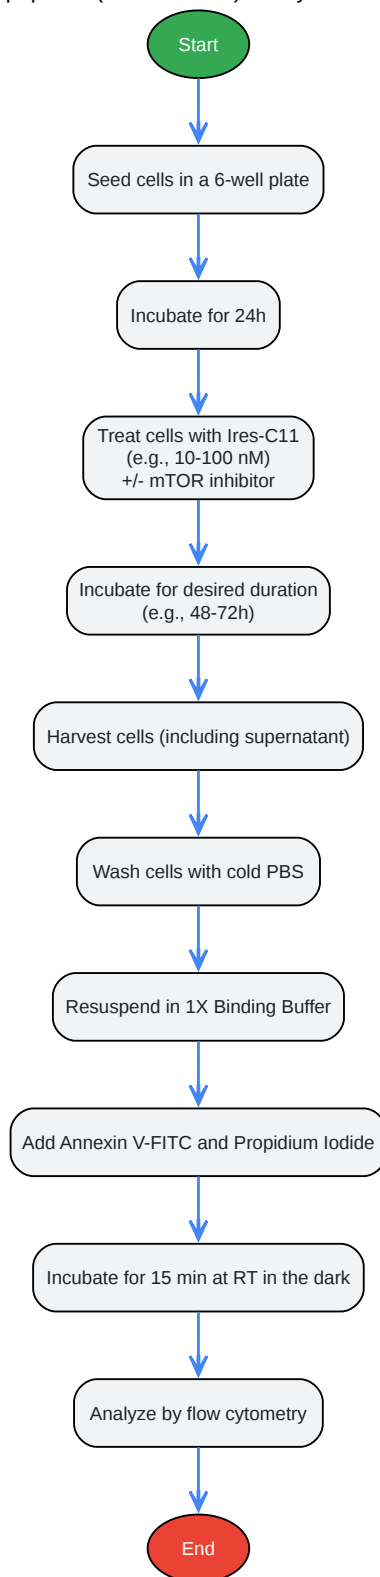 Start
Seed cells in a 6-well plate
Incubate for 24h
Treat cells with Ires-C11
(e.g., 10-100 nM)
+/- mTOR inhibitor
Incubate for desired duration
(e.g., 48-72h)
Harvest cells (including supernatant)
Wash cells with cold PBS
Resuspend in 1X Binding Buffer
Add Annexin V-FITC and Propidium Iodide
Incubate for 15 min at RT in the dark
Analyze by flow cytometry
End